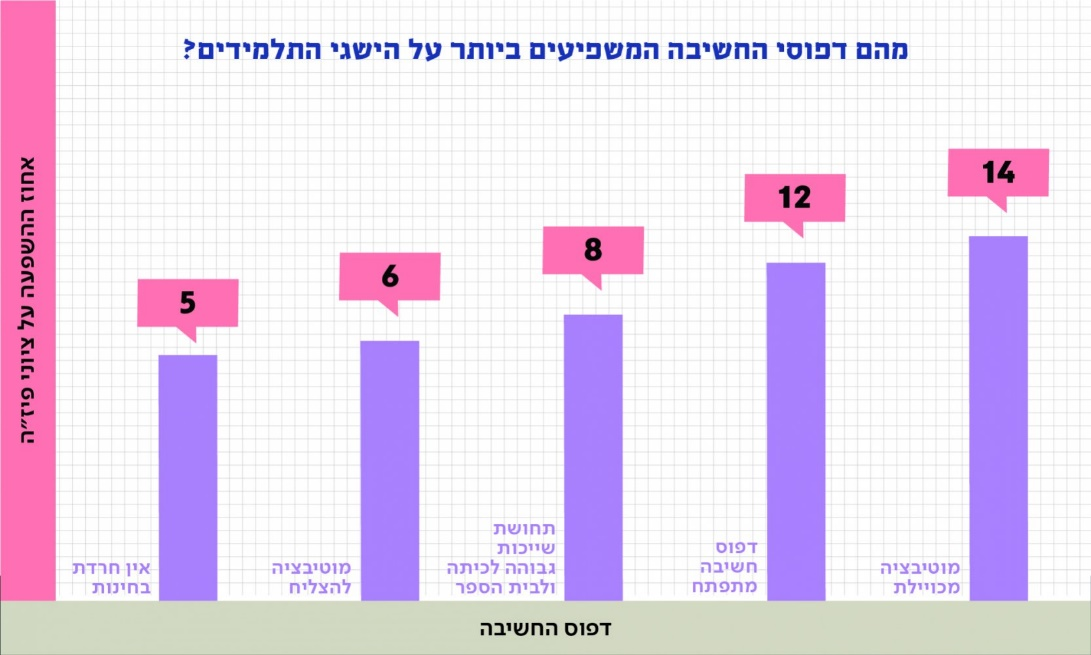 מהם דפוסי החשיבה המשפיעים ביותר על הישגי התלמידים?
אחוז ההשפעה על ציוני פיז״ה
14
מוטיבציה
מכויילת
12
דפוס
חשיבה
מתפתח
8
תחושת
שייכות
גבוהה לכיתה
ולבית הספר
6
מוטיבציה
להצליח
5
אין חרדת
בחינות
דפוס החשיבה